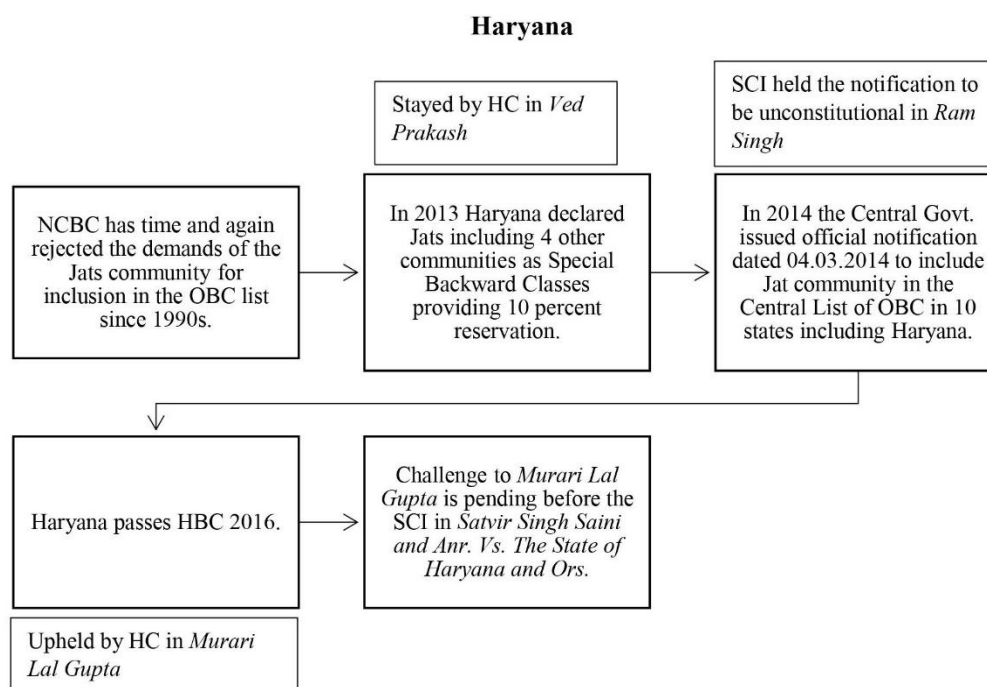 Haryana
Stayed by HC in Ved
Prakash
SCI held the notification to
be unconstitutional in Ram
Singh
NCBC has time and again
rejected the demands of the
Jats community for
inclusion in the OBC list
since 1990s.
In 2013 Haryana declared
Jats including 4 other
communities as Special
Backward Classes
providing 10 percent
reservation.
In 2014 the Central Govt.
issued official notification
dated 04.03.2014 to include
Jat community in the
Central List of OBC in 10
states including Haryana.
Haryana passes HBC 2016.
Challenge to Murari Lal
Gupta is pending before the
SCI in Satvir Singh Saini
and Anr. Vs. The State of
Haryana and Ors.
Upheld by HC in Murari
Lal Gupta